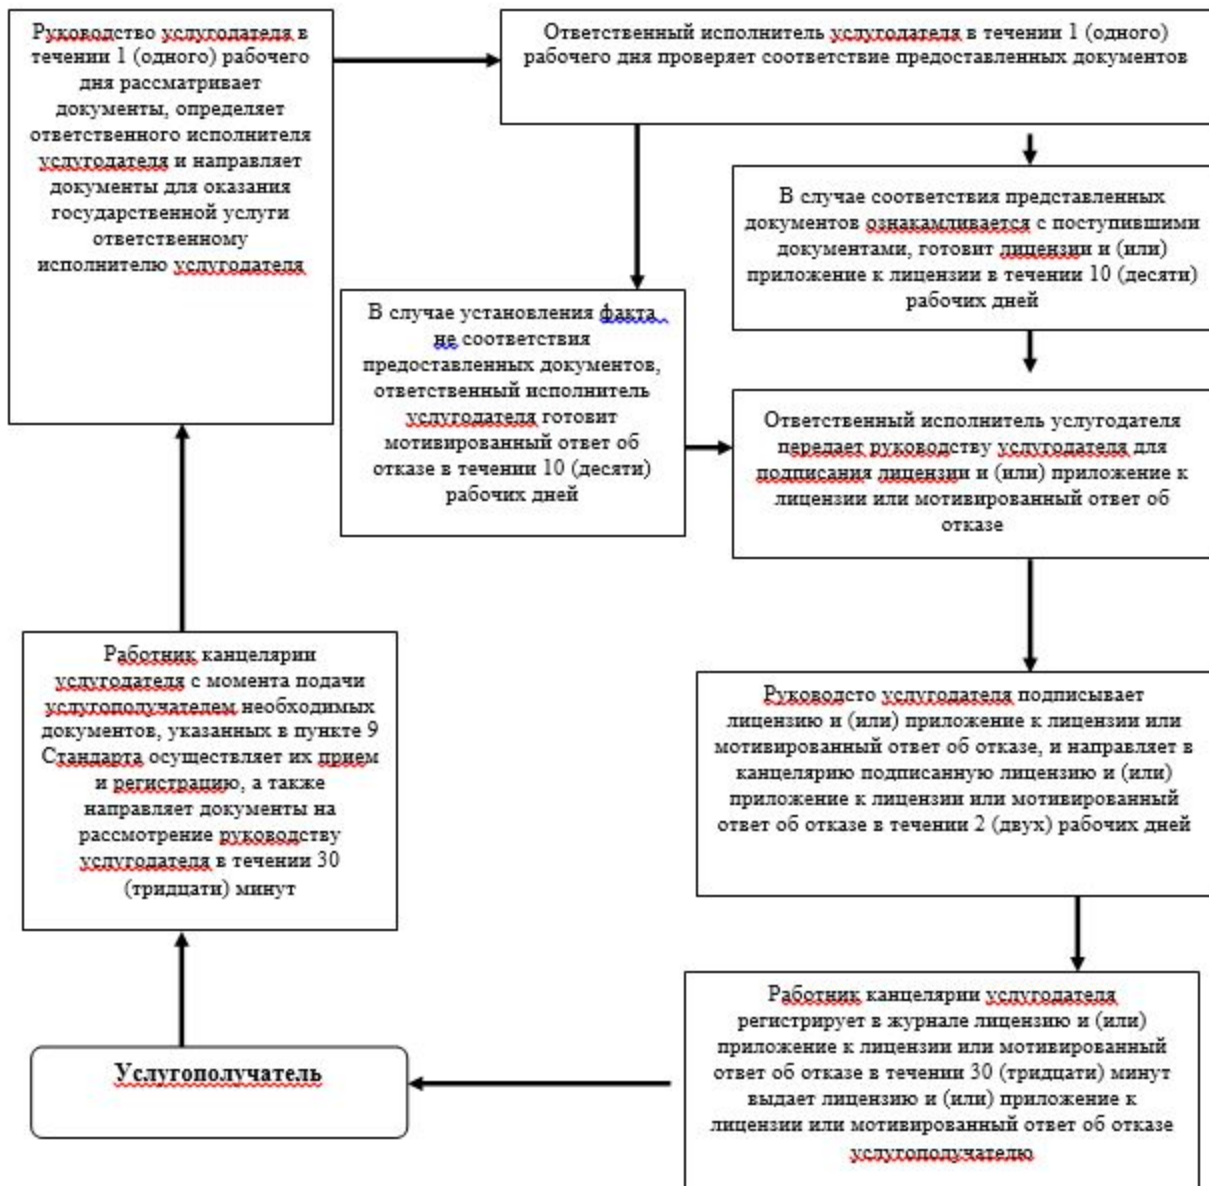 Руководство услугодателя в
течении 1 (одного) рабочего
дня рассматривает
документы, определяет
ответственного исполнителя
услугодателя и направляет
документы для оказания
государственной услуги
ответственному
исполнителю услугодателя
Ответственный исполнитель услугодателя в течении 1 (одного)
рабочего дня проверяет соответствие предоставленных документов
В случае соответствия представленных
документов ознакамливается с поступившими
документами, готовит лицензии и (или)
приложение к лицензии в течении 10 (десяти)
рабочих дней
В случае установления факта
не соответствия
предоставленных документов,
ответственный исполнитель
услугодателя готовит
мотивированный ответ об
отказе в течении 10 (десяти)
рабочих дней
Ответственный исполнитель услугодателя
передает руководству услугодателя для
подписания лицензии и (или) приложение к
лицензии или мотивированный ответ об
отказе
Работник канцелярии
услугодателя с момента подачи
услугополучателем необходимых
документов, указанных в пункте 9
Стандарта осуществляет их прием
и регистрацию, а также
направляет документы на
рассмотрение руководству
услугодателя в течении 30
(тридцати) минут
Руководсто услугодателя подписывает
лицензию и (или) приложение к лицензии или
мотивированный ответ об отказе, и направляет в
канцелярию подписанную лицензию и (или)
приложение к лицензии или мотивированный
ответ об отказе в течении 2 (двух) рабочих дней
Работник канцелярии услугодателя
регистрирует в журнале лицензию и (или)
приложение к лицензии или мотивированный
ответ об отказе в течении 30 (тридцати) минут
выдает лицензию и (или) приложение к
лицензии или мотивированный ответ об отказе
услугополучателю
Услугополучатель